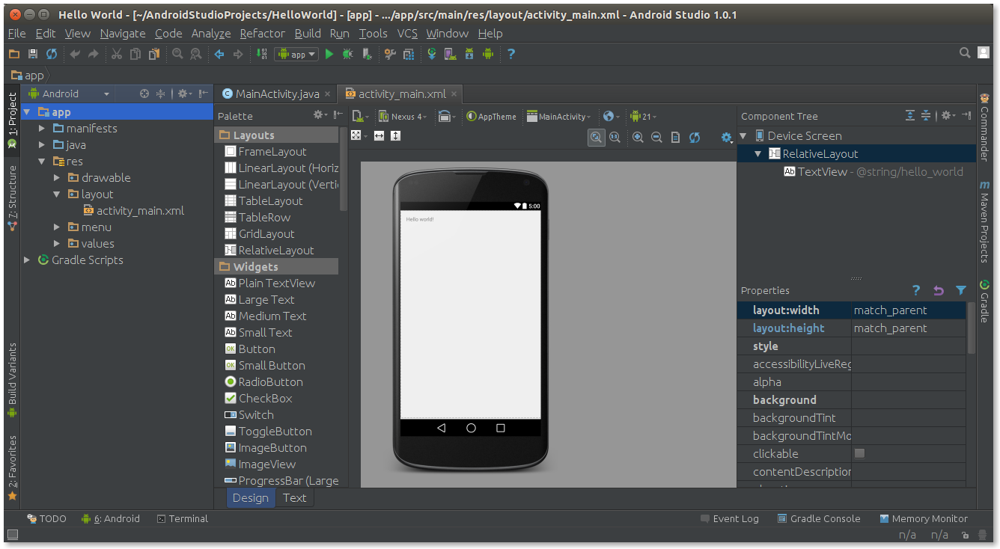 Hello World - [~/AndroidStudioProjects/HelloWorld] - [app] - .../app/src/main/res/layout/activity_main.xml - Android Studio 1.0.1
File Edit View Navigate Code Analyze Refactor Build Run Tools VCS Window Help
app
app
1: Project
7: Structure
Build Variants
2: Favorites
Android
app
manifests
java
res
drawable
layout
activity_main.xml
menu
values
Gradle Scripts
MainActivity.java
activity_main.xml
Palette
Layouts
FrameLayout
LinearLayout (Horiz
LinearLayout (Verti
TableLayout
TableRow
GridLayout
RelativeLayout
Widgets
Ab Plain TextView
Ab Large Text
Ab Medium Text
Ab Small Text
OK Button
OK Small Button
RadioButton
CheckBox
Switch
ToggleButton
ImageButton
ImageView
ProgressBar (Large
Design Text
Nexus 4 AppTheme MainActivity 21
5:00
Hello world!
Component Tree
Device Screen
RelativeLayout
Ab TextView - @string/hello_world
Properties
layout:width match_parent
layout:height match_parent
style
accessibilityLiveReg
alpha
background
backgroundTint
backgroundTintMo
clickable
contentDescription
Commander
m Maven Projects
Gradle
TODO 6: Android Terminal Event Log Gradle Console Memory Monitor
n/a n/a